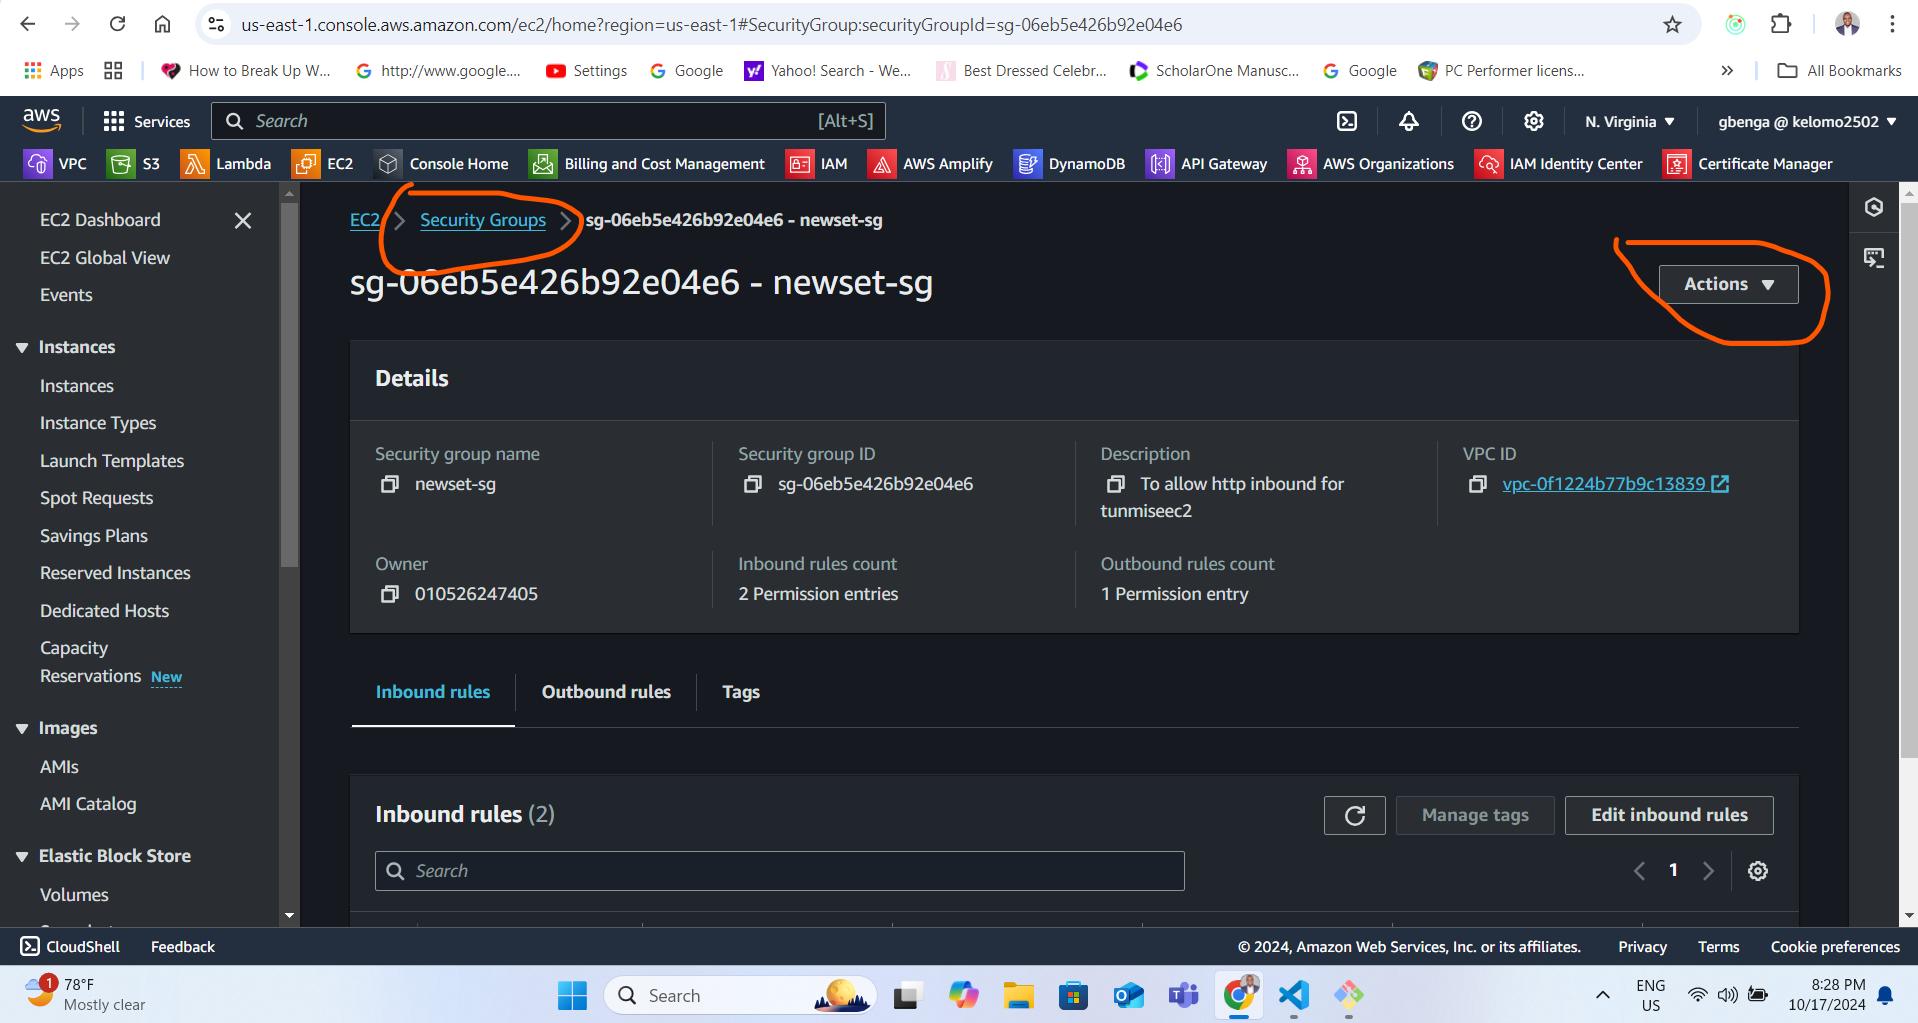 us-east-1.console.aws.amazon.com/ec2/home?region=us-east-1#SecurityGroup:securityGroupId=sg-06eb5e426b92e04e6
Apps How to Break Up W... http://www.google.... Settings Google Yahoo! Search - We... Best Dressed Celebr... ScholarOne Manusc... Google PC Performer licens... » All Bookmarks
aws Services Search [Alt+S] N. Virginia gbenga @ kelomo2502
VPC S3 Lambda EC2 Console Home Billing and Cost Management IAM AWS Amplify DynamoDB API Gateway AWS Organizations IAM Identity Center Certificate Manager
EC2 Dashboard
EC2 Global View
Events
Instances
Instances
Instance Types
Launch Templates
Spot Requests
Savings Plans
Reserved Instances
Dedicated Hosts
Capacity
Reservations New
Images
AMIs
AMI Catalog
Elastic Block Store
Volumes
EC2 > Security Groups > sg-06eb5e426b92e04e6 - newset-sg
sg-06eb5e426b92e04e6 - newset-sg
Actions
Details
Security group name
newset-sg
Security group ID
sg-06eb5e426b92e04e6
Description
To allow http inbound for
tunmiseec2
VPC ID
vpc-0f1224b77b9c13839
Owner
010526247405
Inbound rules count
2 Permission entries
Outbound rules count
1 Permission entry
Inbound rules Outbound rules Tags
Inbound rules (2)
Manage tags Edit inbound rules
Search
1
CloudShell Feedback © 2024, Amazon Web Services, Inc. or its affiliates. Privacy Terms Cookie preferences
1
78°F
Mostly clear
Search
ENG
US
8:28 PM
10/17/2024